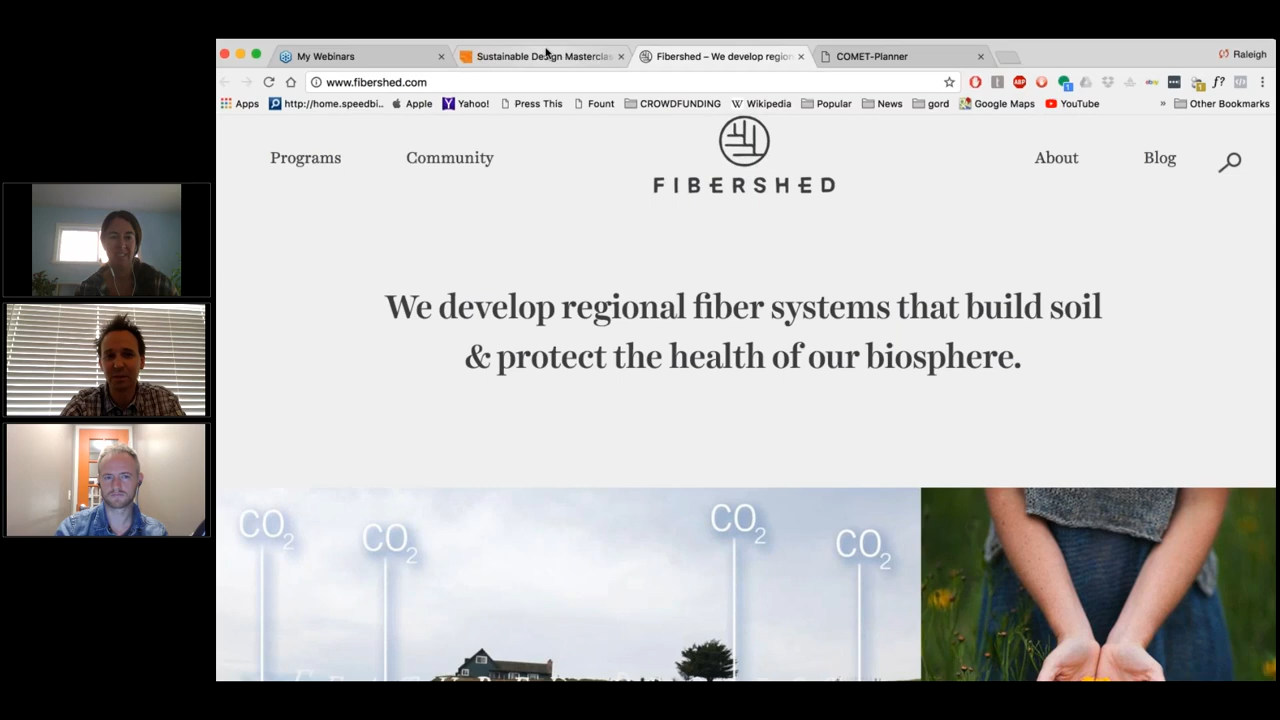 My Webinars
Sustainable Design Masterclas
Fibershed – We develop region
COMET-Planner
Raleigh
www.fibershed.com
Apps
http://home.speedbi...
Apple
Yahoo!
Press This
Fount
CROWDFUNDING
Wikipedia
Popular
News
gord
Google Maps
YouTube
» Other Bookmarks
Programs
Community
FIBERSHED
About
Blog
We develop regional fiber systems that build soil
& protect the health of our biosphere.
CO2
CO2
CO2
CO2